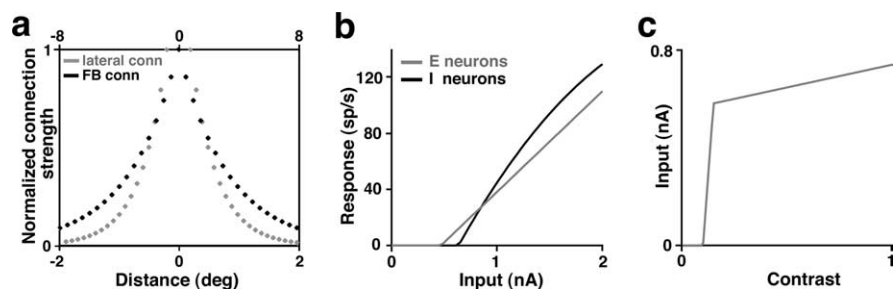 a
-8 0 8
1
lateral conn
FB conn
Normalized connection
strength
0
-2 0 2
Distance (deg)
b
E neurons
I neurons
120
80
40
0
Response (sp/s)
0 1 2
Input (nA)
c
0.8
Input (nA)
0
0 1
Contrast